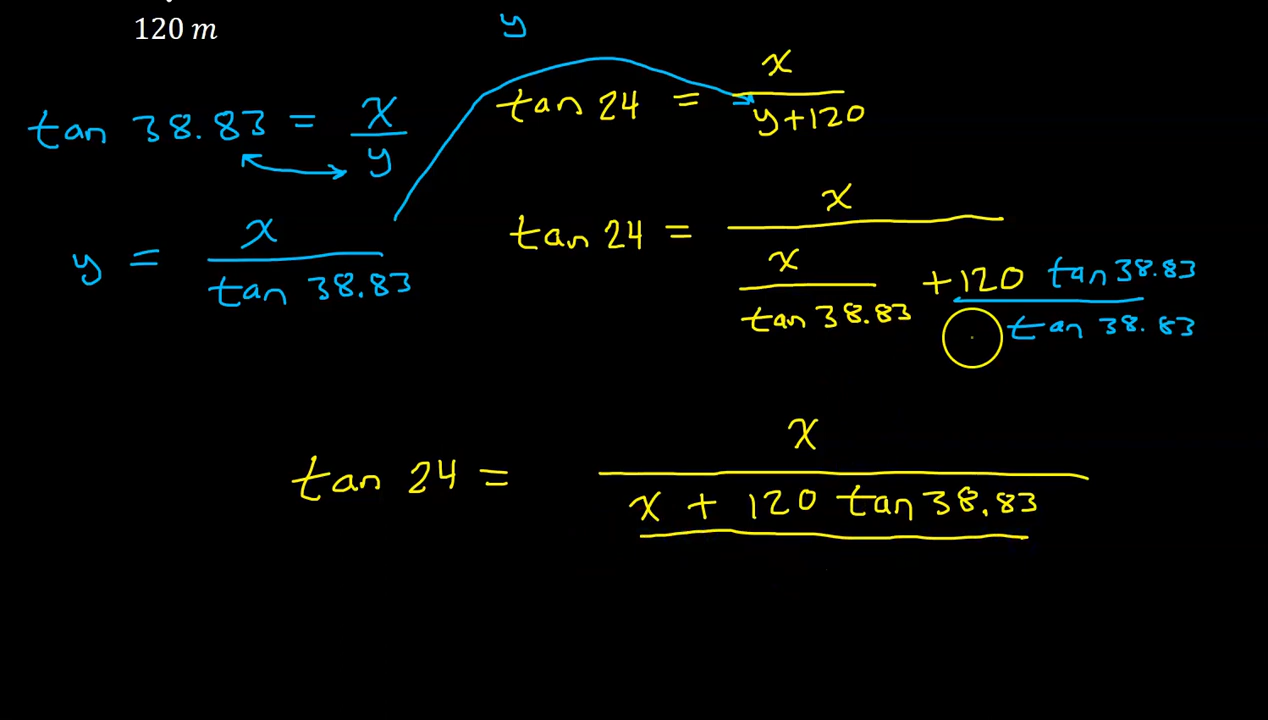 120 m
y
tan 38.83 = x / y
tan 24 = x / y+120
y = x / tan 38.83
tan 24 = x / x / tan 38.83 +120 tan 38.83 / tan 38.83
tan 24 = x / x + 120 tan 38.83